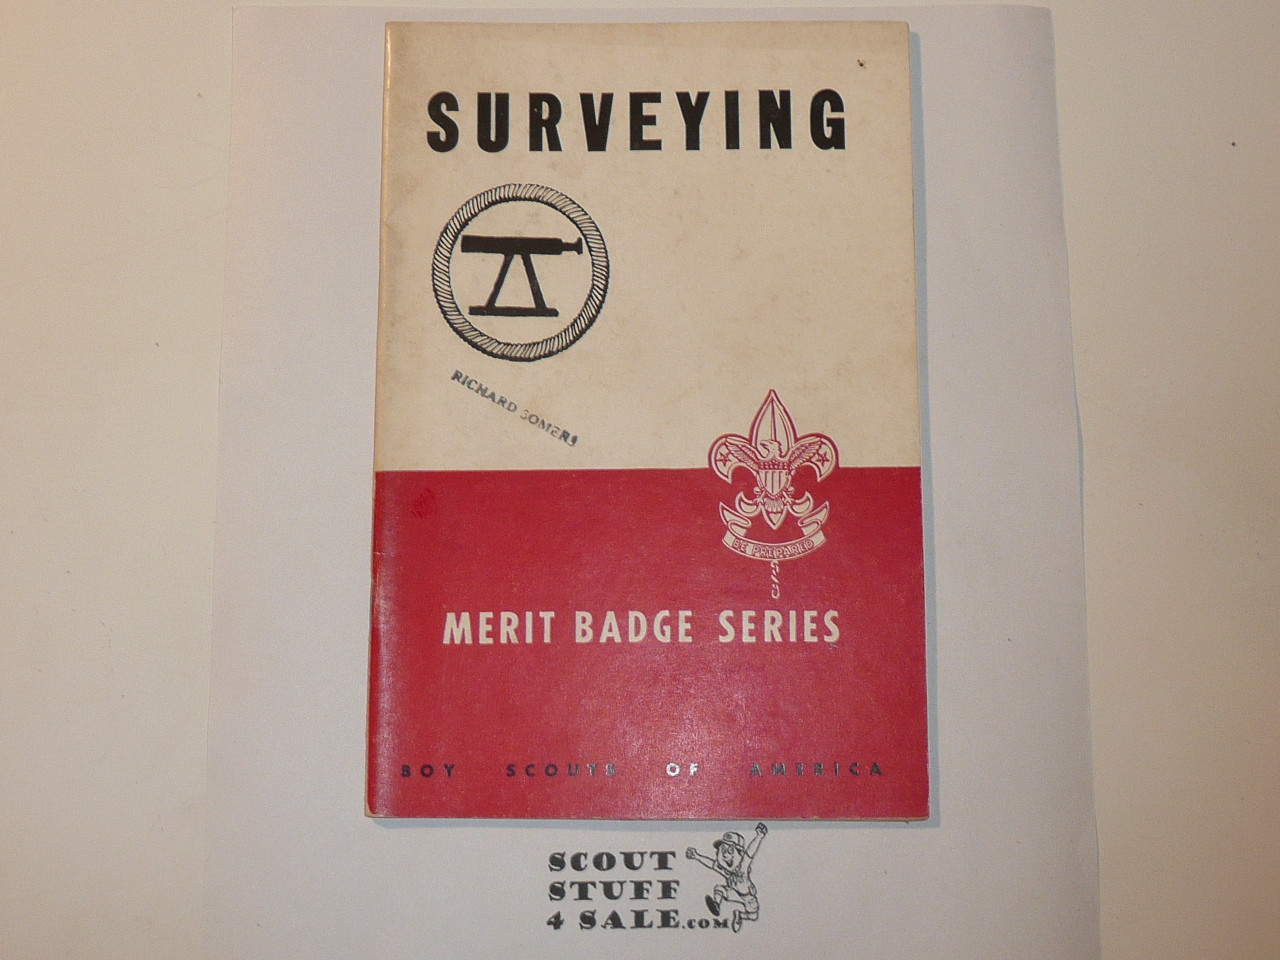 SURVEYING
RICHARD SOMERS
BE PREPARED
MERIT BADGE SERIES
BOY SCOUTS OF AMERICA
SCOUT
STUFF
4 SALE.COM